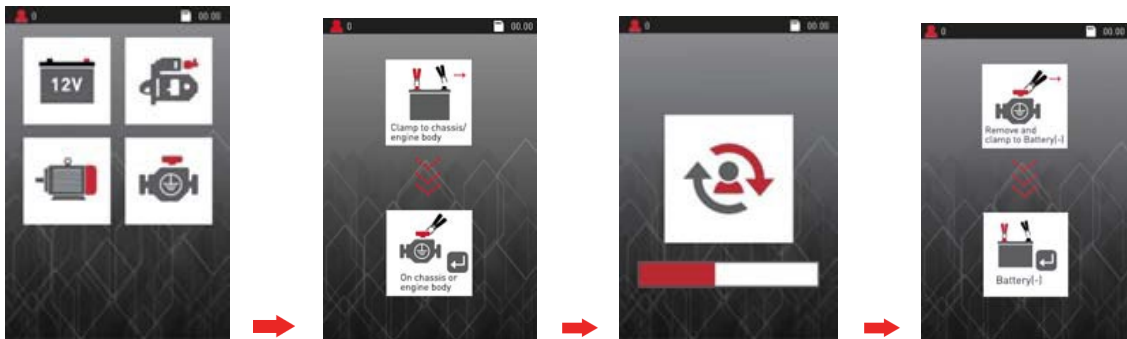 0 00.00
12V
0 00.00
Clamp to chassis/
engine body
On chassis or
engine body
0 00.00
0 00.00
Remove and
clamp to Battery(-)
Battery(-)